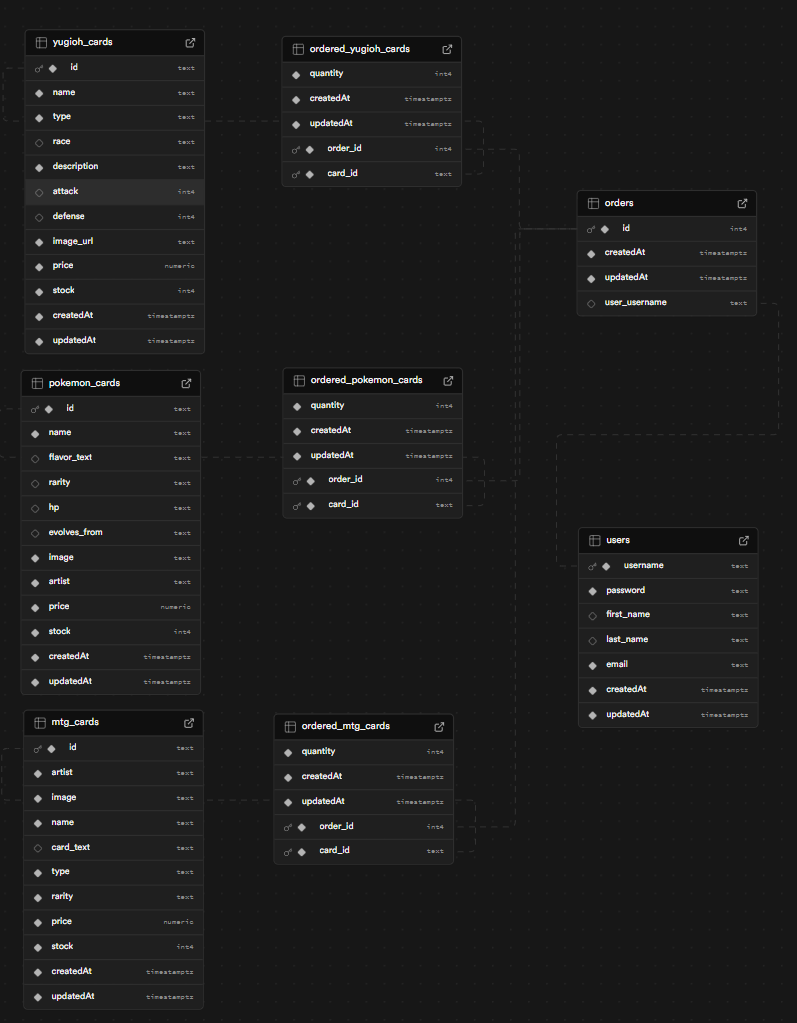 yugioh_cards
id text
name text
type text
race text
description text
attack int4
defense int4
image_url text
price numeric
stock int4
createdAt timestamptz
updatedAt timestamptz
pokemon_cards
id text
name text
flavor_text text
rarity text
hp text
evolves_from text
image text
artist text
price numeric
stock int4
createdAt timestamptz
updatedAt timestamptz
mtg_cards
id text
artist text
image text
name text
card_text text
type text
rarity text
price numeric
stock int4
createdAt timestamptz
updatedAt timestamptz
ordered_yugioh_cards
quantity int4
createdAt timestamptz
updatedAt timestamptz
order_id int4
card_id text
ordered_pokemon_cards
quantity int4
createdAt timestamptz
updatedAt timestamptz
order_id int4
card_id text
ordered_mtg_cards
quantity int4
createdAt timestamptz
updatedAt timestamptz
order_id int4
card_id text
orders
id int4
createdAt timestamptz
updatedAt timestamptz
user_username text
users
username text
password text
first_name text
last_name text
email text
createdAt timestamptz
updatedAt timestamptz